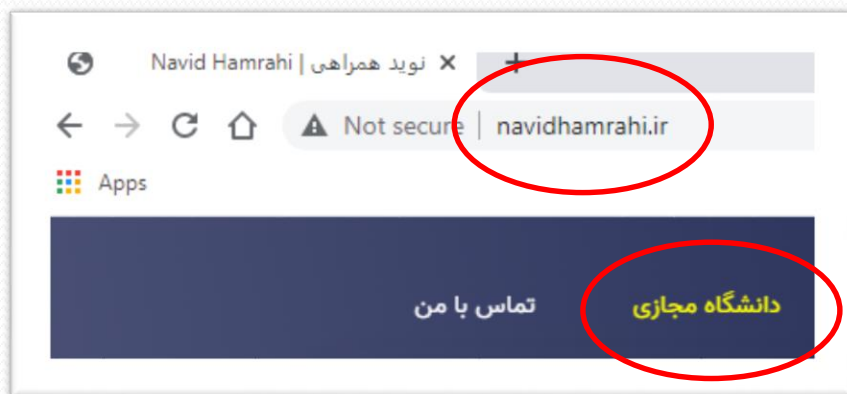 Navid Hamrahi | نوید همراهی
Not secure | navidhamrahi.ir
Apps
دانشگاه مجازی تماس با من